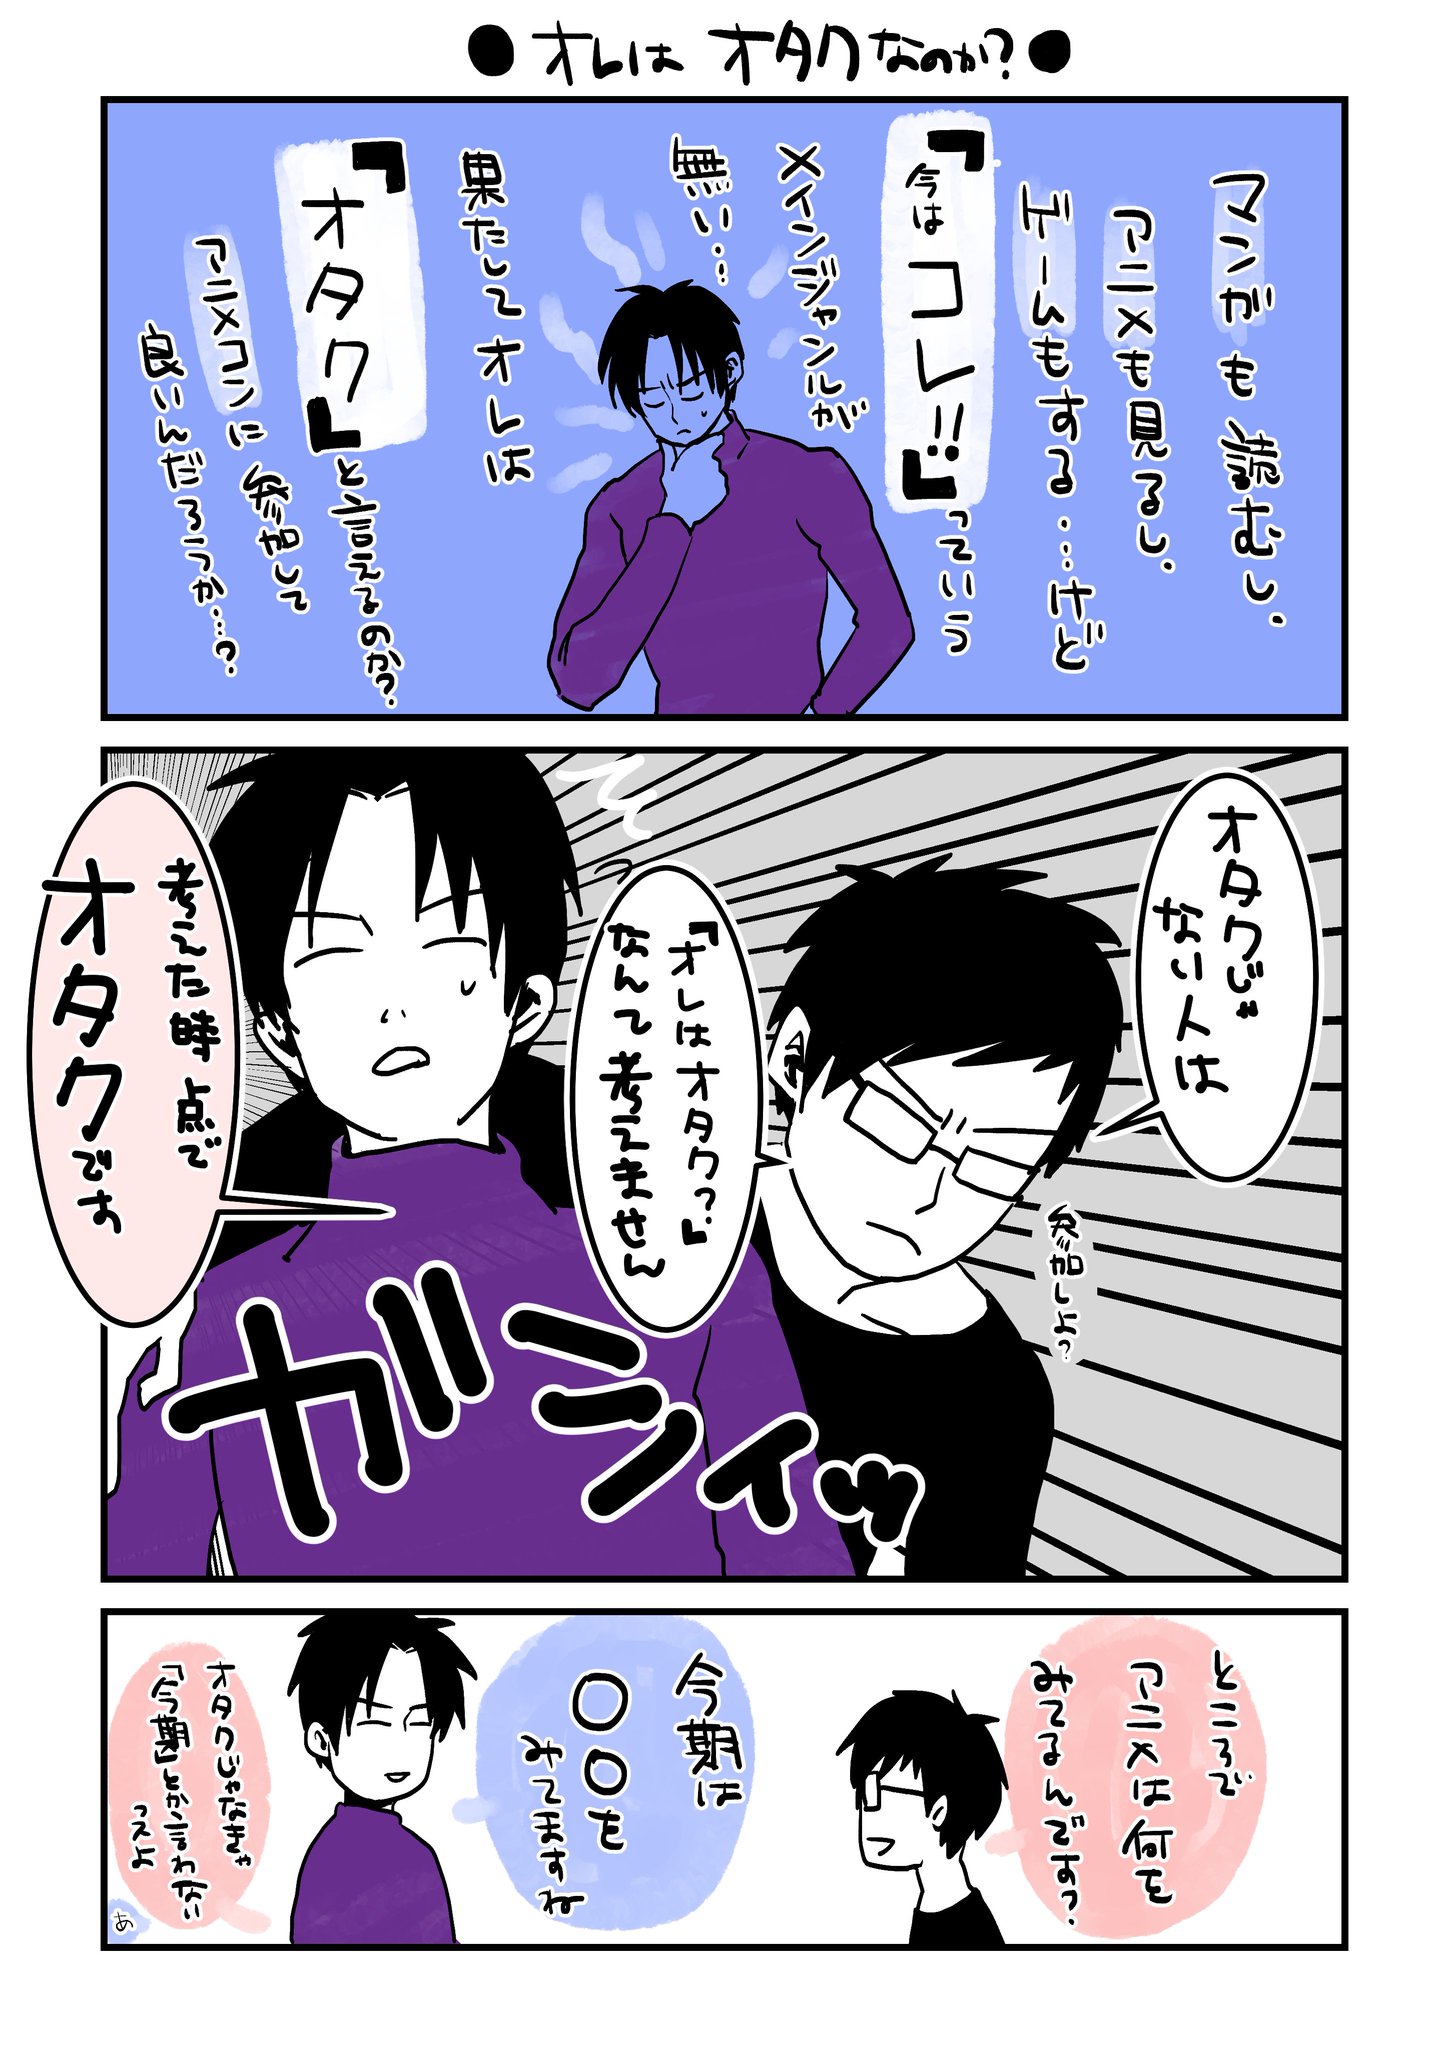 ●オレは オタクなのか?●
マンガも読むし.
アニメも見るし.
ゲームもする…けど
『今はコレ!!』っていう
メインジャンルが
無い…
果たしてオレは
『オタク』と言えるのか?
アニメコンに参加して
良いんだろうか…?
オタクじゃ
ない人は
『オレはオタク?』
なんて考えません
参加しよ?
考えた時点で
オタクです
ガンッ
ところで
アニメは何を
みてるんです?
今期は
〇〇を
みてますね
オタクじゃなきゃ
「今期」とか言わない
っスよ
あ